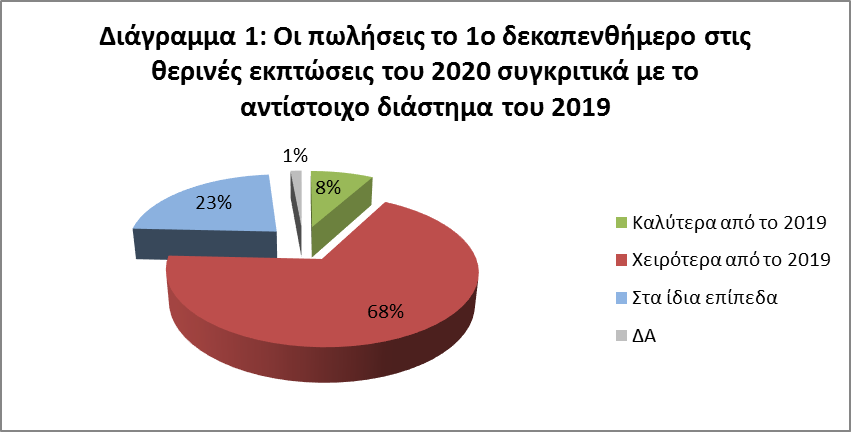 Διάγραμμα 1: Οι πωλήσεις το 1ο δεκαπενθήμερο στις
θερινές εκπτώσεις του 2020 συγκριτικά με το
αντίστοιχο διάστημα του 2019
1%
8%
23%
68%
Καλύτερα από το 2019
Χειρότερα από το 2019
Στα ίδια επίπεδα
ΔΑ